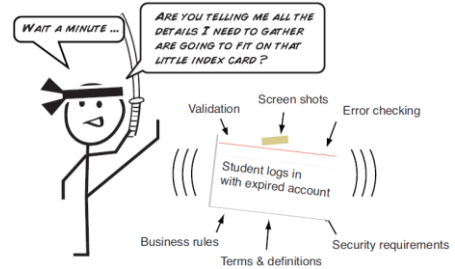 WAIT A MINUTE ...
ARE YOU TELLING ME ALL THE
DETAILS I NEED TO GATHER
ARE GOING TO FIT ON THAT
LITTLE INDEX CARD ?
Validation
Screen shots
Error checking
Student logs in
with expired account
Business rules
Terms & definitions
Security requirements